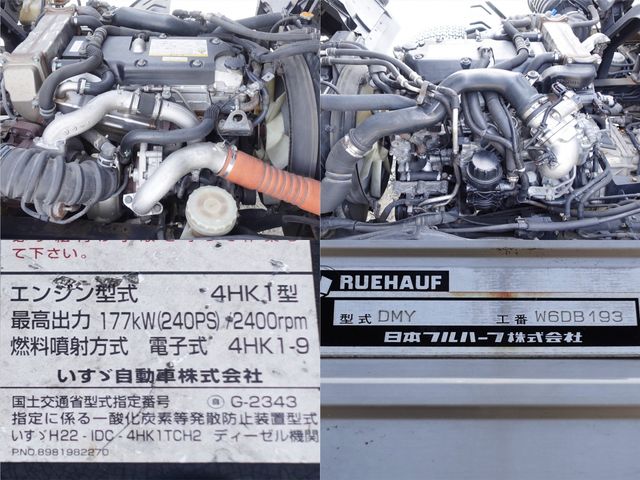 て下さい。
エンジン型式 4HK1型
最高出力 177kW(240PS) 2400rpm
燃料噴射方式 電子式 4HK1-9
いすゞ自動車株式会社
国土交通省型式指定番号 自 G-2343
指定に係る一酸化炭素等発散防止装置型式
いすゞH22-IDC-4HK1TCH2 ディーゼル機関
PNO.8981982270
RUEHAUF
型式 DMY 工番 W6DB193
日本フルハーフ株式会社